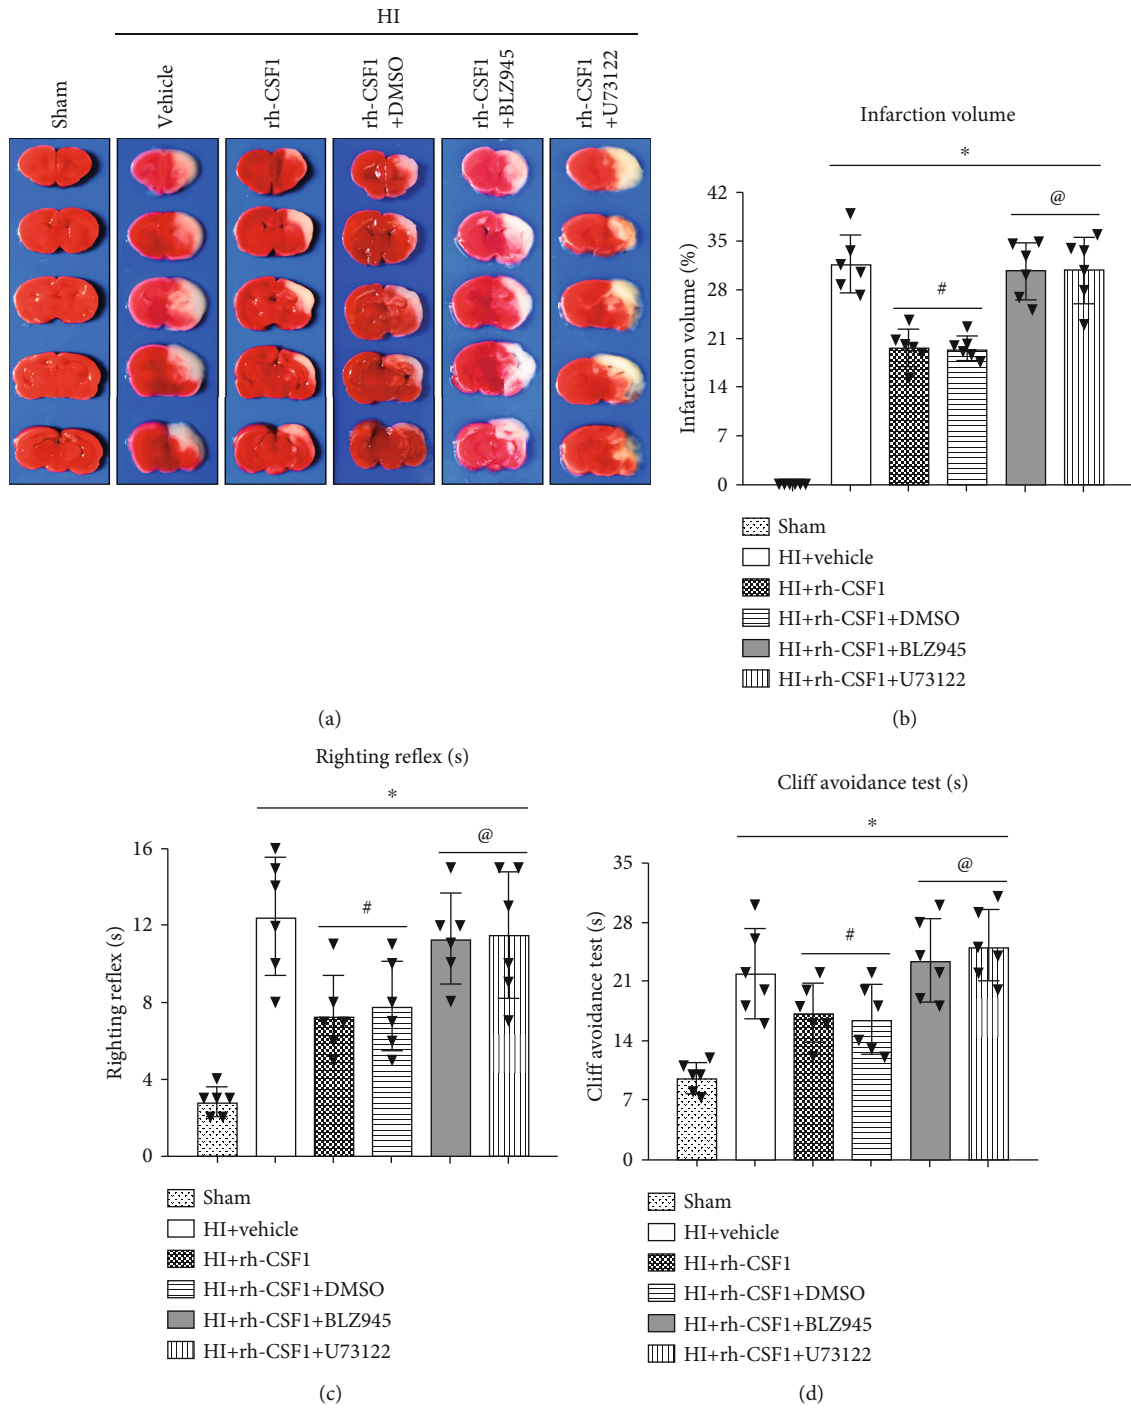 HI
Sham
Vehicle
rh-CSF1
rh-CSF1
+DMSO
rh-CSF1
+BLZ945
rh-CSF1
+U73122
(a)
Infarction volume
*
@
#
Infarction volume (%)
42
35
28
21
14
7
0
Sham
HI+vehicle
HI+rh-CSF1
HI+rh-CSF1+DMSO
HI+rh-CSF1+BLZ945
HI+rh-CSF1+U73122
(b)
Righting reflex (s)
*
@
#
Righting reflex (s)
16
12
8
4
0
Sham
HI+vehicle
HI+rh-CSF1
HI+rh-CSF1+DMSO
HI+rh-CSF1+BLZ945
HI+rh-CSF1+U73122
(c)
Cliff avoidance test (s)
*
@
#
Cliff avoidance test (s)
35
28
21
14
7
0
Sham
HI+vehicle
HI+rh-CSF1
HI+rh-CSF1+DMSO
HI+rh-CSF1+BLZ945
HI+rh-CSF1+U73122
(d)